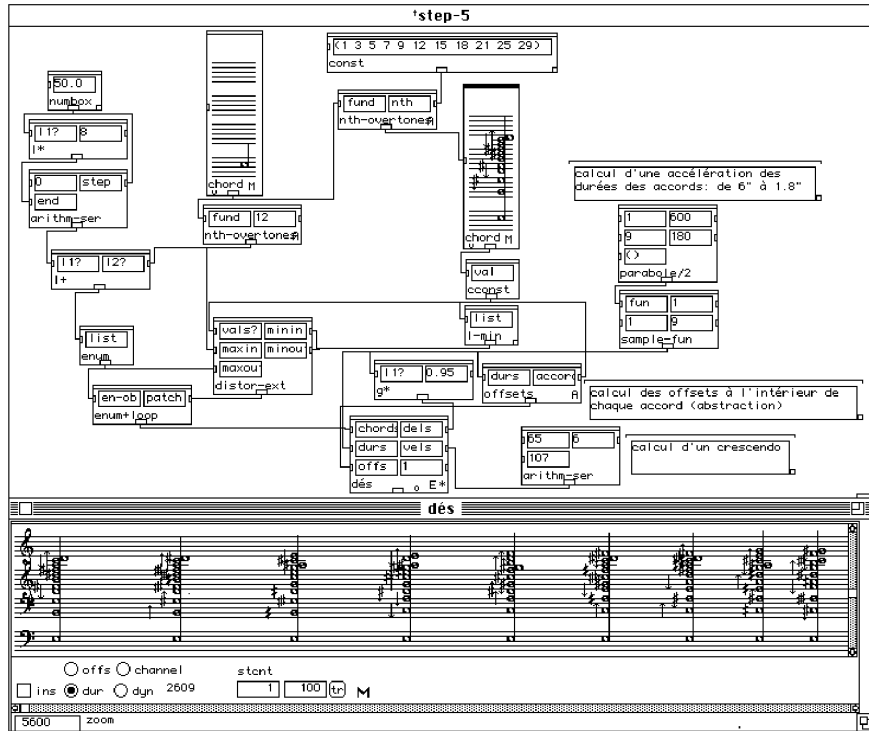 †step-5
(1 3 5 7 9 12 15 18 21 25 29)
const
50.0
numbox
fund nth
nth-overtones A
l1? 8
l*
calcul d'une accélération des
durées des accords: de 6" à 1.8"
0 step
end
arithm-ser
chord M
fund 12
nth-overtones A
chord M
1 600
9 180
()
parabole/2
l1? l2?
l+
val
cconst
fun 1
1 9
sample-fun
list
l-min
list
enum
vals? minin
maxin minout
maxout
distor-ext
l1? 0.95
g*
durs accord
offsets A
calcul des offsets à l'intérieur de
chaque accord (abstraction)
en-ob patch
enum+loop
chords dels
durs vels
offs 1
dés o E*
65 6
107
arithm-ser
calcul d'un crescendo
dés
offs channel stcnt
ins dur dyn 2609 1 100 tr M
5600 zoom